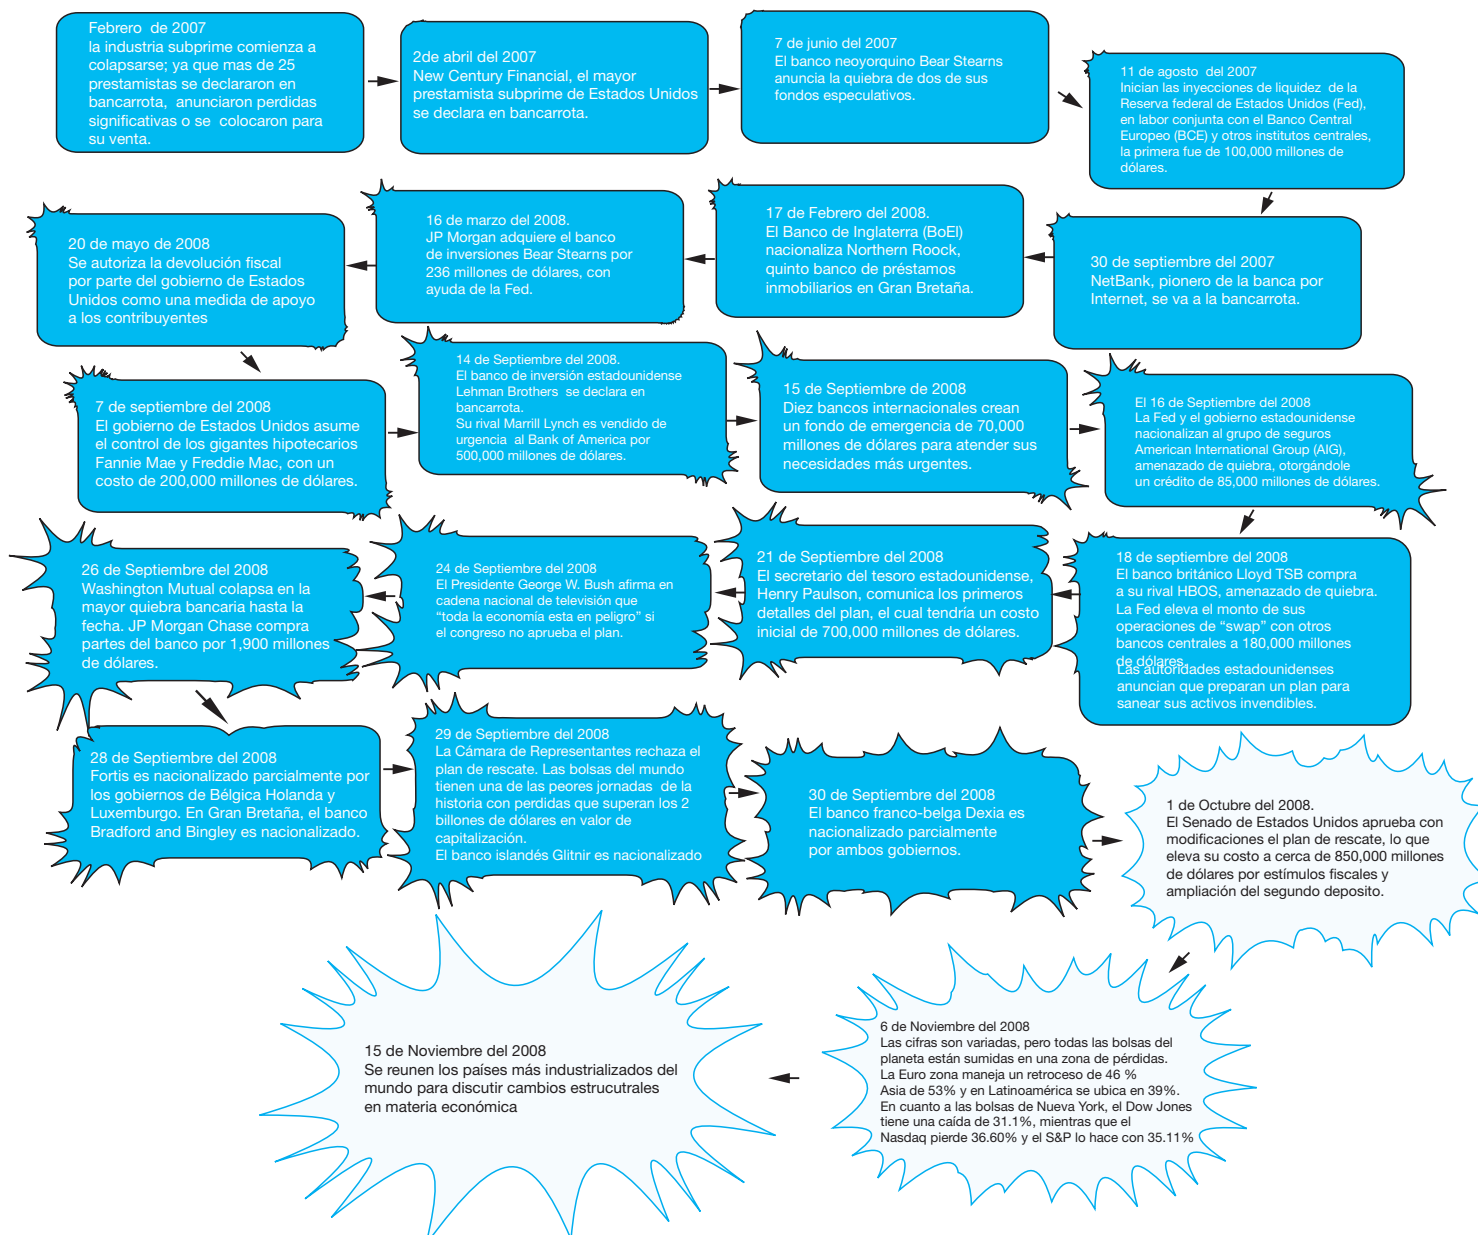 Febrero  de 2007
la industria subprime comienza a
colapsarse; ya que mas de 25
prestamistas se declararon en
bancarrota,  anunciaron perdidas
significativas o se  colocaron para
su venta.
2de abril del 2007
New Century Financial, el mayor
prestamista subprime de Estados Unidos
se declara en bancarrota.
7 de junio del 2007
El banco neoyorquino Bear Stearns
anuncia la quiebra de dos de sus
fondos especulativos.
11 de agosto  del 2007
Inician las inyecciones de liquidez  de la
Reserva federal de Estados Unidos (Fed),
en labor conjunta con el Banco Central
Europeo (BCE) y otros institutos centrales,
la primera fue de 100,000 millones de
dólares.
30 de septiembre del 2007
NetBank, pionero de la banca por
Internet, se va a la bancarrota.
17 de Febrero del 2008.
El Banco de Inglaterra (BoEl)
nacionaliza Northern Roock,
quinto banco de préstamos
inmobiliarios en Gran Bretaña.
16 de marzo del 2008.
JP Morgan adquiere el banco
de inversiones Bear Stearns por
236 millones de dólares, con
ayuda de la Fed.
20 de mayo de 2008
Se autoriza la devolución fiscal
por parte del gobierno de Estados
Unidos como una medida de apoyo
a los contribuyentes
7 de septiembre del 2008
El gobierno de Estados Unidos asume
el control de los gigantes hipotecarios
Fannie Mae y Freddie Mac, con un
costo de 200,000 millones de dólares.
14 de Septiembre del 2008.
El banco de inversión estadounidense
Lehman Brothers  se declara en
bancarrota.
Su rival Marrill Lynch es vendido de
urgencia  al Bank of America por
500,000 millones de dólares.
15 de Septiembre de 2008
Diez bancos internacionales crean
un fondo de emergencia de 70,000
millones de dólares para atender sus
necesidades más urgentes.
El 16 de Septiembre del 2008
La Fed y el gobierno estadounidense
nacionalizan al grupo de seguros
American International Group (AIG),
amenazado de quiebra, otorgándole
un crédito de 85,000 millones de dólares.
18 de septiembre del 2008
El banco británico Lloyd TSB compra
a su rival HBOS, amenazado de quiebra.
La Fed eleva el monto de sus
operaciones de “swap” con otros
bancos centrales a 180,000 millones
de dólares.
Las autoridades estadounidenses
anuncian que preparan un plan para
sanear sus activos invendibles.
21 de Septiembre del 2008
El secretario del tesoro estadounidense,
Henry Paulson, comunica los primeros
detalles del plan, el cual tendría un costo
inicial de 700,000 millones de dólares.
24 de Septiembre del 2008
El Presidente George W. Bush afirma en
cadena nacional de televisión que
“toda la economía esta en peligro” si
el congreso no aprueba el plan.
26 de Septiembre del 2008
Washington Mutual colapsa en la
mayor quiebra bancaria hasta la
fecha. JP Morgan Chase compra
partes del banco por 1,900 millones
de dólares.
28 de Septiembre del 2008
Fortis es nacionalizado parcialmente por
los gobiernos de Bélgica Holanda y
Luxemburgo. En Gran Bretaña, el banco
Bradford and Bingley es nacionalizado.
29 de Septiembre del 2008
La Cámara de Representantes rechaza el
plan de rescate. Las bolsas del mundo
tienen una de las peores jornadas  de la
historia con perdidas que superan los 2
billones de dólares en valor de
capitalización.
El banco islandés Glitnir es nacionalizado
30 de Septiembre del 2008
El banco franco-belga Dexia es
nacionalizado parcialmente
por ambos gobiernos.
1 de Octubre del 2008.
El Senado de Estados Unidos aprueba con
modificaciones el plan de rescate, lo que
eleva su costo a cerca de 850,000 millones
de dólares por estímulos fiscales y
ampliación del segundo deposito.
6 de Noviembre del 2008
Las cifras son variadas, pero todas las bolsas del
planeta están sumidas en una zona de pérdidas.
La Euro zona maneja un retroceso de 46 %
Asia de 53% y en Latinoamérica se ubica en 39%.
En cuanto a las bolsas de Nueva York, el Dow Jones
tiene una caída de 31.1%, mientras que el
Nasdaq pierde 36.60% y el S&P lo hace con 35.11%
15 de Noviembre del 2008
Se reunen los países más industrializados del
mundo para discutir cambios estrucutrales
en materia económica